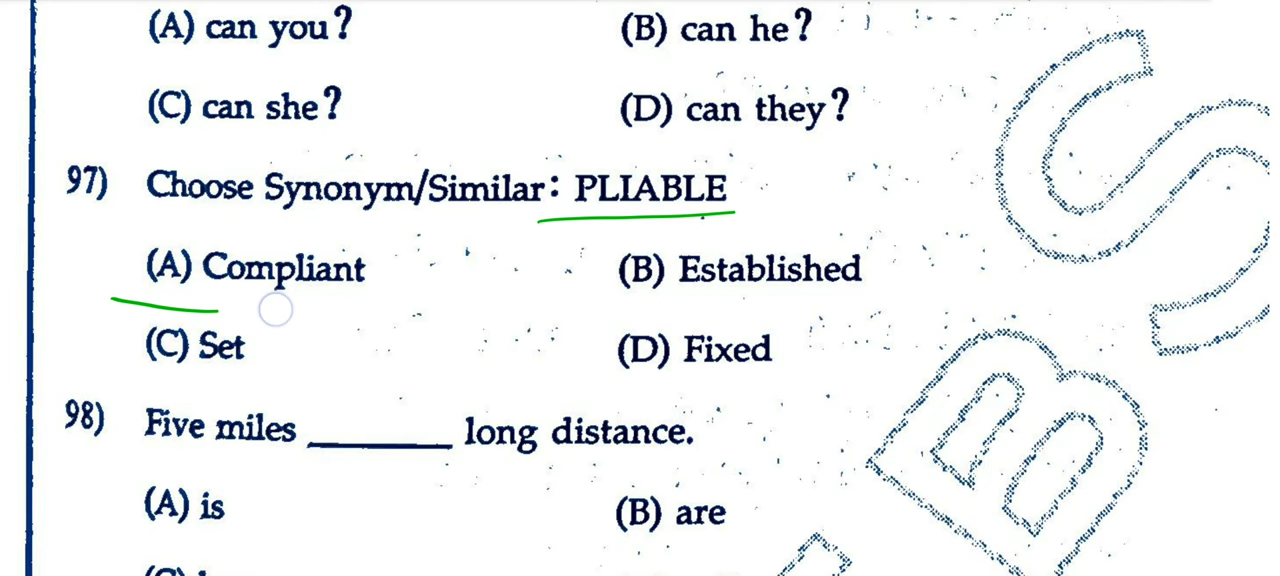 (A) can you? (B) can he?
(C) can she? (D) can they?
97) Choose Synonym/Similar: PLIABLE
(A) Compliant (B) Established
(C) Set (D) Fixed
98) Five miles ________ long distance.
(A) is (B) are
S
B